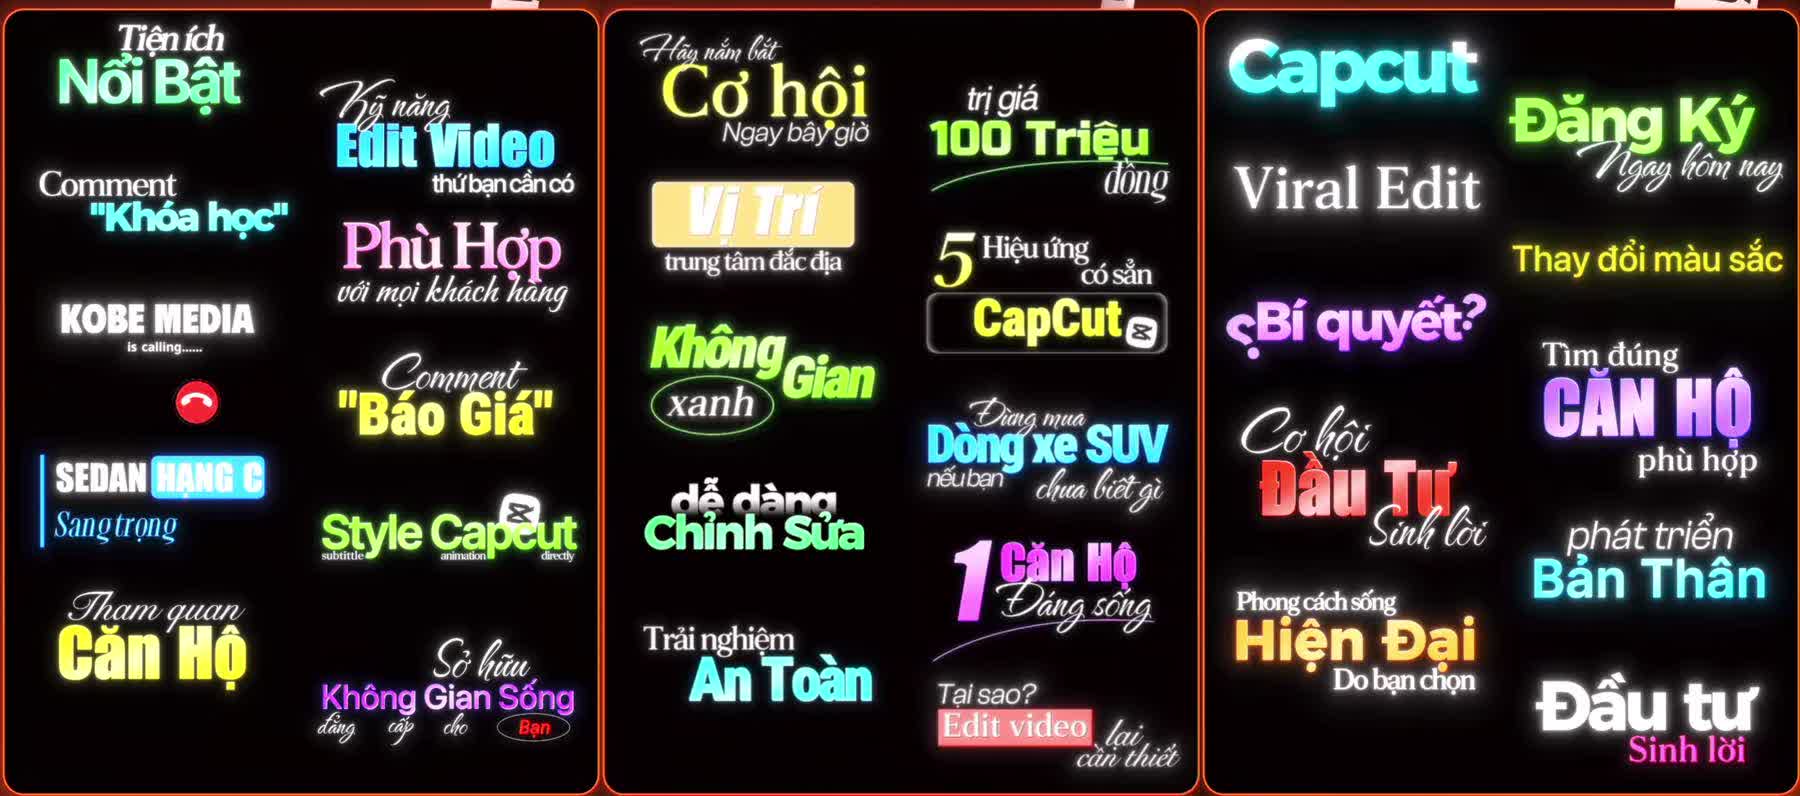 Tiện ích
Nổi Bật
Comment
"Khóa học"
KOBE MEDIA
is calling......
SEDAN HẠNG C
Sang trọng
Tham quan
Căn Hộ
Kỹ năng
Edit Video
thứ bạn cần có
Phù Hợp
với mọi khách hàng
Comment
"Báo Giá"
Style Capcut
subtittle animation directly
Sở hữu
Không Gian Sống
đẳng cấp cho Bạn
Hãy nắm bắt
Cơ hội
Ngay bây giờ
Vị Trí
trung tâm đắc địa
Không
Gian
xanh
dễ dàng
Chỉnh Sửa
Trải nghiệm
An Toàn
trị giá
100 Triệu
đồng
5 Hiệu ứng
có sẳn
CapCut
Đừng mua
Dòng xe SUV
nếu bạn
chưa biết gì
1 Căn Hộ
Đáng sống
Tại sao?
Edit video
lại
cần thiết
Capcut
Viral Edit
¿Bí quyết?
Cơ hội
Đầu Tư
Sinh lời
Phong cách sống
Hiện Đại
Do bạn chọn
Đăng Ký
Ngay hôm nay
Thay đổi màu sắc
Tìm đúng
CĂN HỘ
phù hợp
phát triển
Bản Thân
Đầu tư
Sinh lời